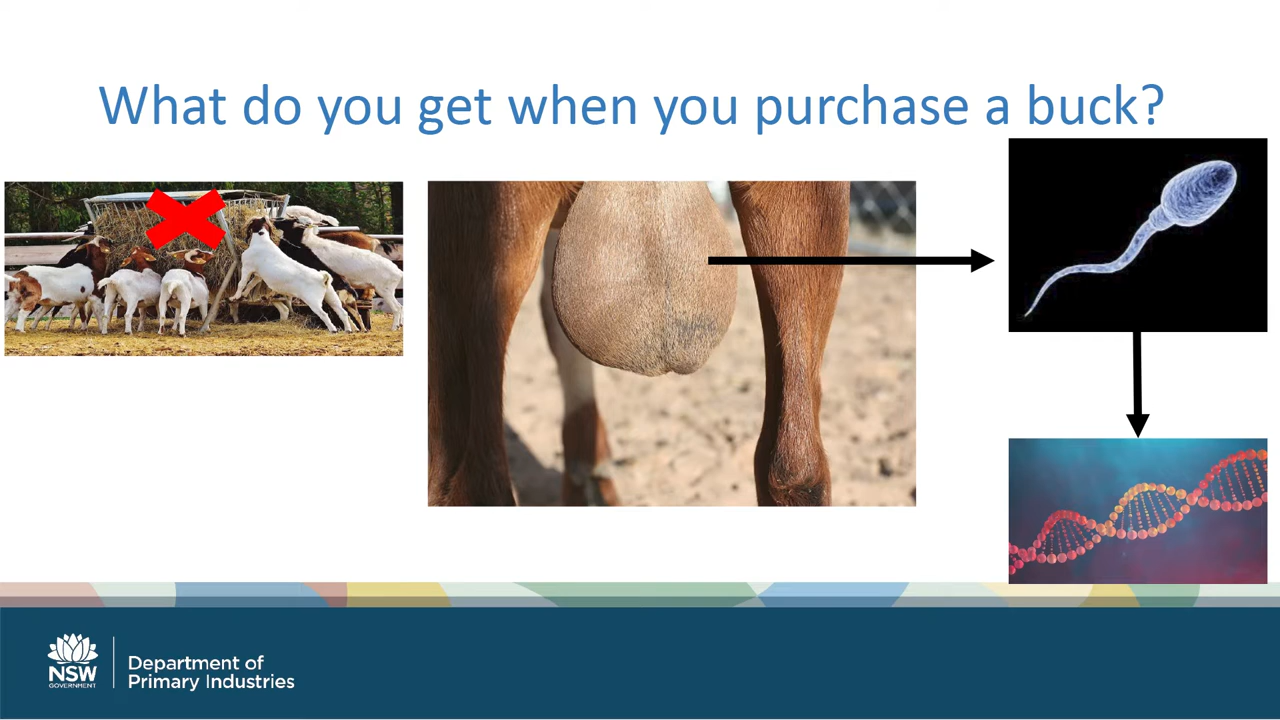 What do you get when you purchase a buck?
NSW
GOVERNMENT
Department of
Primary Industries